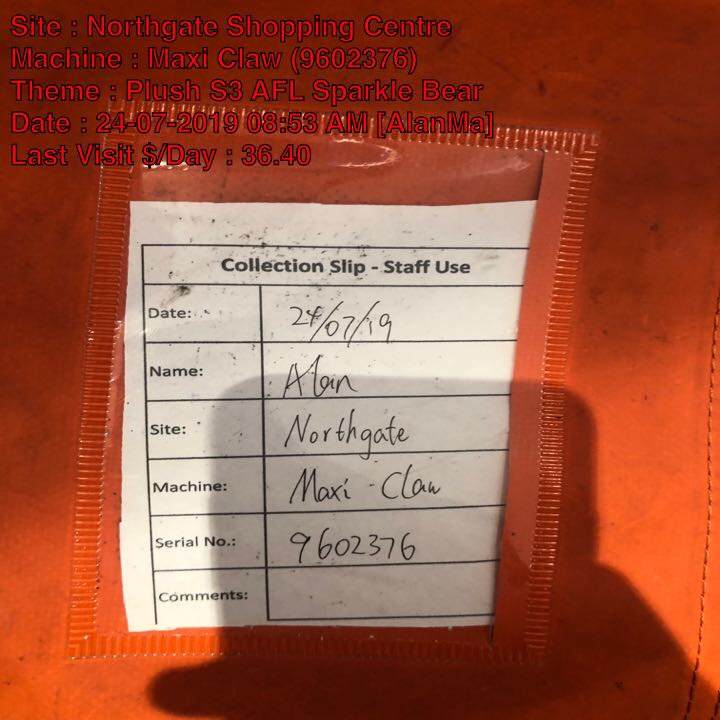 Site : Northgate Shopping Centre
Machine : Maxi Claw (9602376)
Theme : Plush S3 AFL Sparkle Bear
Date : 24-07-2019 08:53 AM [AlanMa]
Last Visit $/Day : 36.40
Collection Slip - Staff Use
Date: 24/07/19
Name: Alan
Site: Northgate
Machine: Maxi Claw
Serial No.: 9602376
Comments: